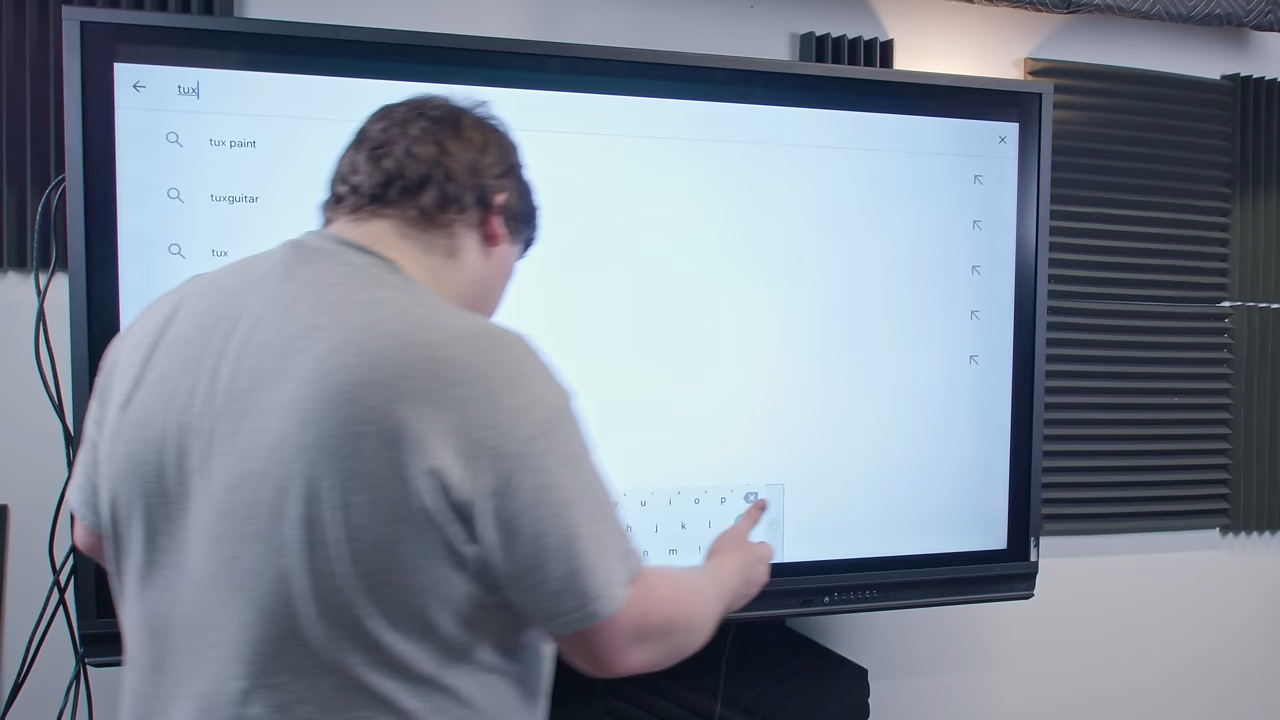 tux
tux paint
tuxguitar
tux
u i o p
h j k l
n m